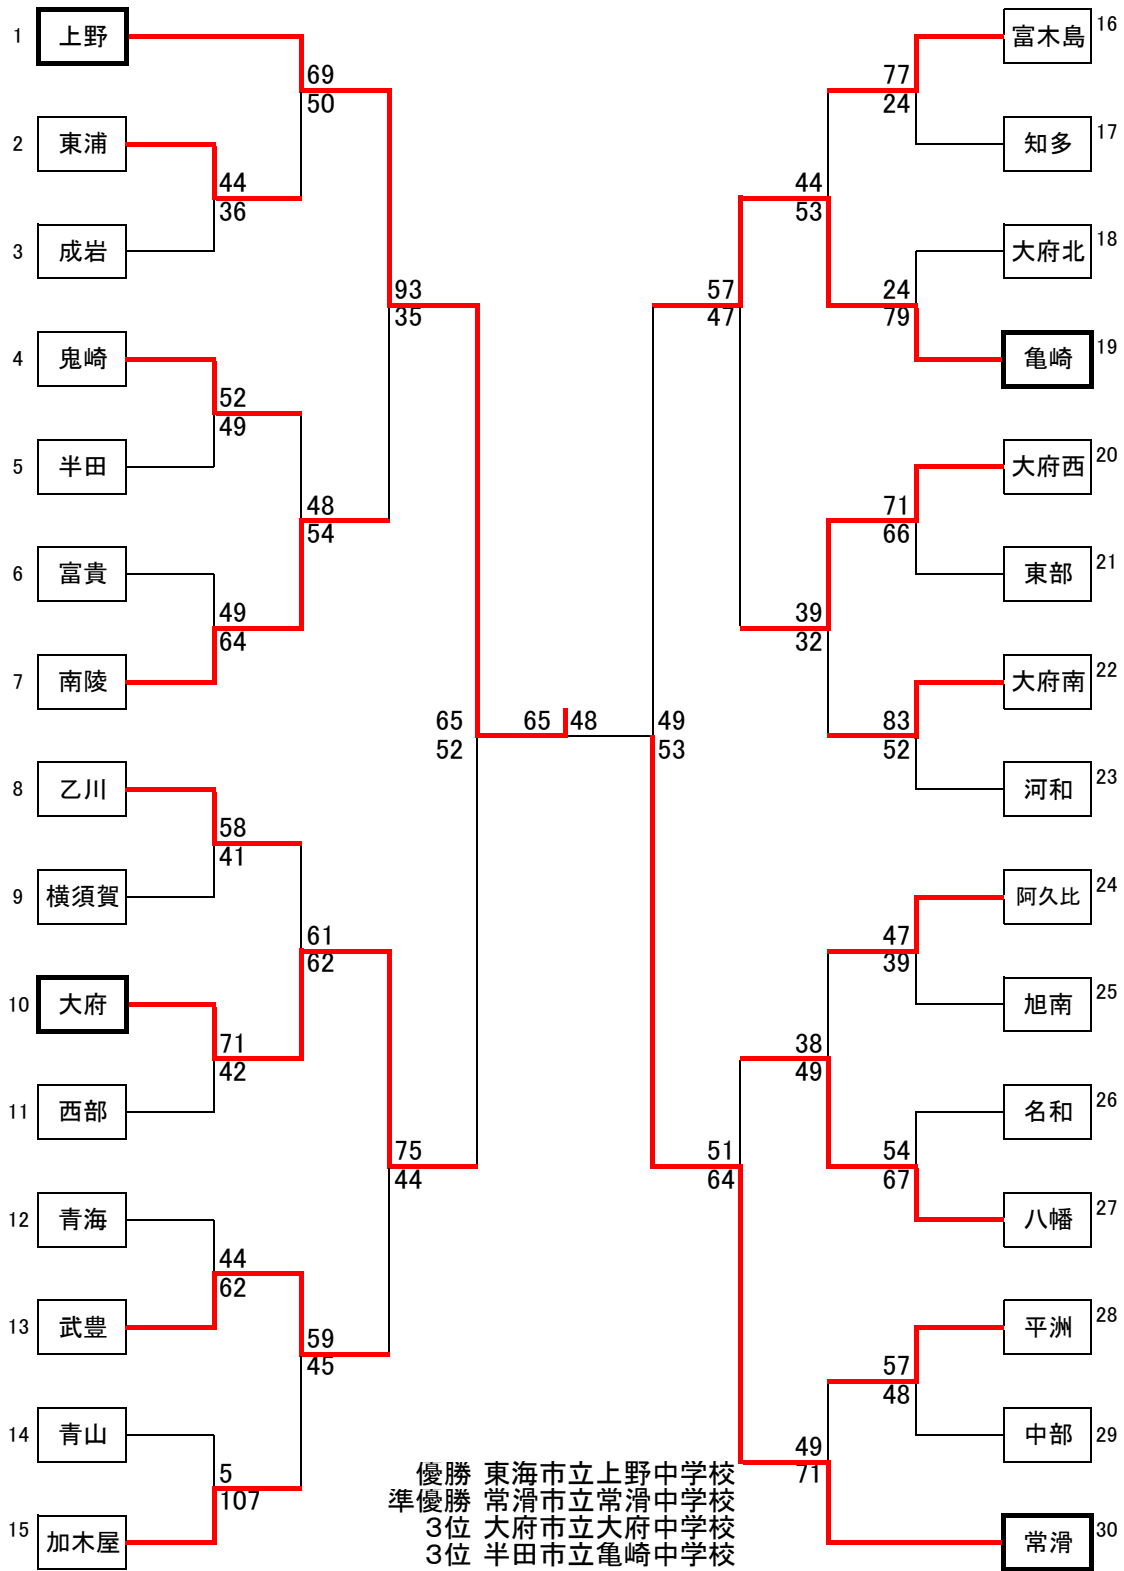 1 上野
69
50
2 東浦
44
36
3 成岩
93
35
4 鬼崎
52
49
5 半田
48
54
6 富貴
49
64
7 南陵
65
52
8 乙川
58
41
9 横須賀
61
62
10 大府
71
42
11 西部
75
44
12 青海
44
62
13 武豊
59
45
14 青山
5
107
15 加木屋
65 48
富木島 16
77
24
知多 17
44
53
大府北 18
24
79
亀崎 19
57
47
大府西 20
71
66
東部 21
39
32
大府南 22
83
52
河和 23
49
53
阿久比 24
47
39
旭南 25
38
49
名和 26
54
67
八幡 27
51
64
平洲 28
57
48
中部 29
49
71
常滑 30
優勝 東海市立上野中学校
準優勝 常滑市立常滑中学校
3位 大府市立大府中学校
3位 半田市立亀崎中学校